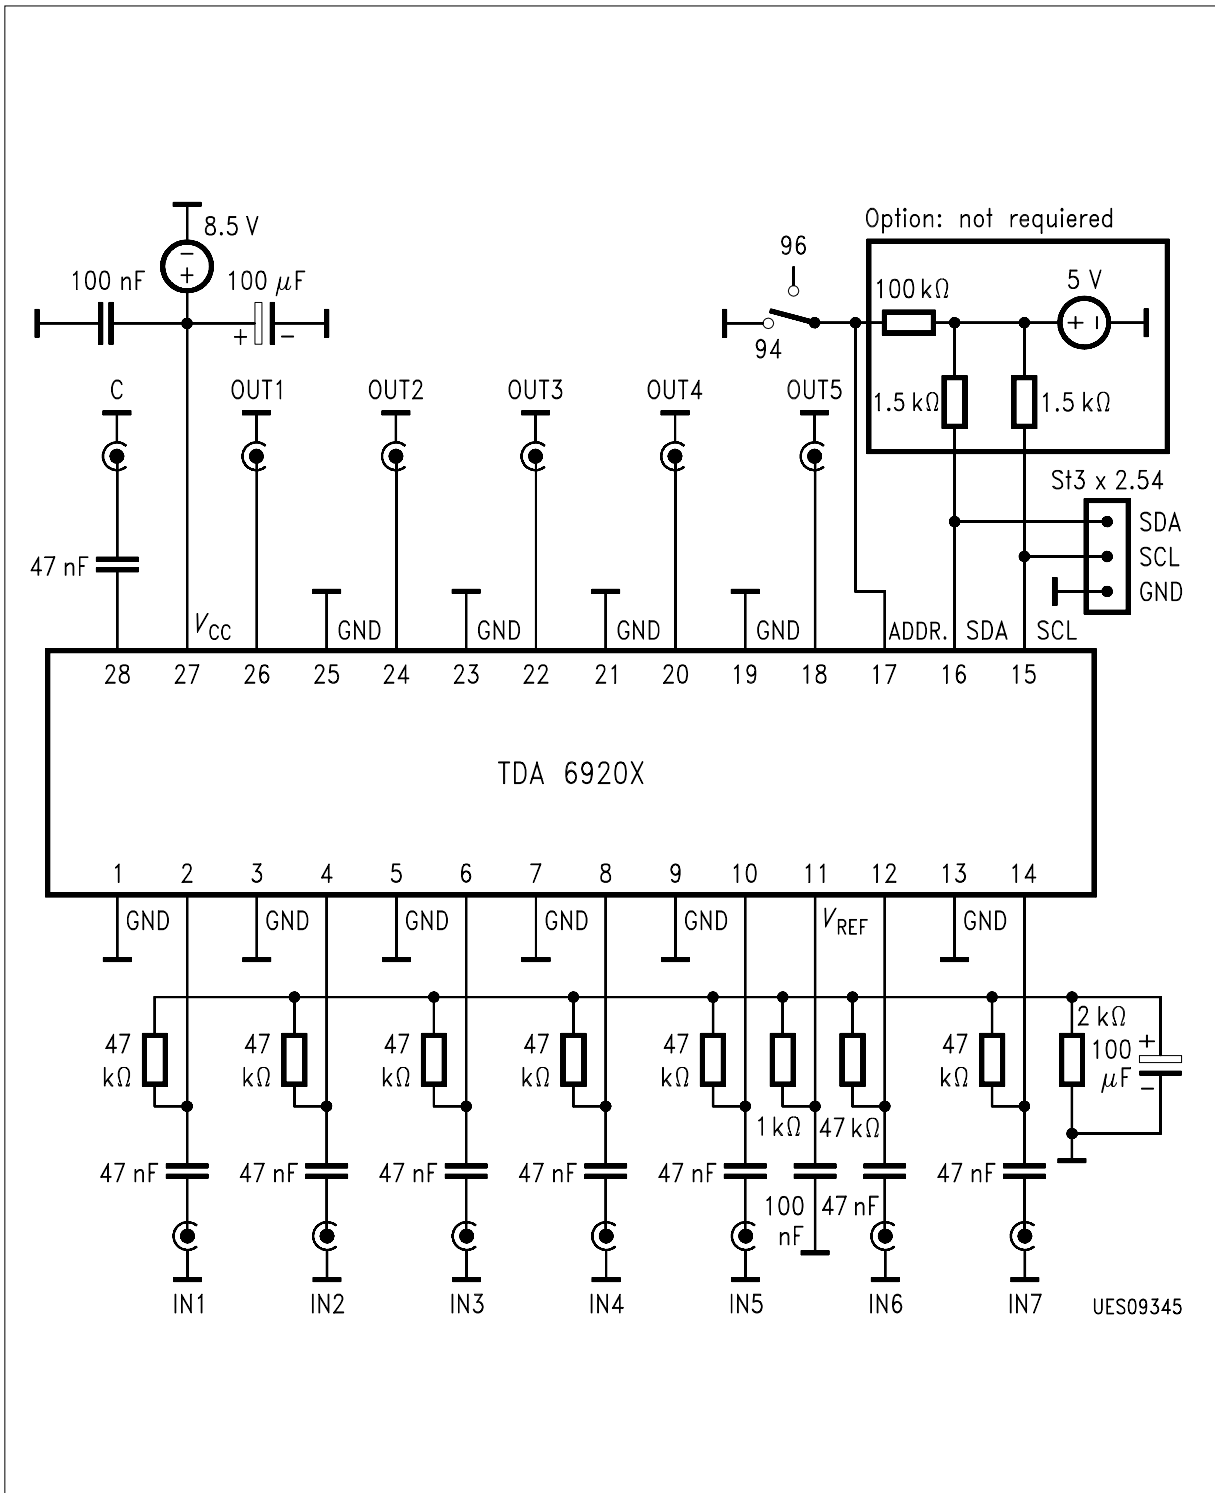 8.5 V
Option: not requiered
96
100 nF
100 μF
+
−
−
+
94
100 kΩ
5 V
+ −
1.5 kΩ
1.5 kΩ
C
OUT1
OUT2
OUT3
OUT4
OUT5
St3 x 2.54
SDA
SCL
GND
47 nF
VCC
GND
GND
GND
GND
ADDR.
SDA
SCL
28 27 26 25 24 23 22 21 20 19 18 17 16 15
TDA 6920X
1 2 3 4 5 6 7 8 9 10 11 12 13 14
GND
GND
GND
GND
GND
VREF
GND
47 kΩ
47 kΩ
47 kΩ
47 kΩ
47 kΩ
1 kΩ
47 kΩ
47 kΩ
2 kΩ
100 μF
+
−
47 nF
47 nF
47 nF
47 nF
47 nF
100 nF
47 nF
47 nF
IN1
IN2
IN3
IN4
IN5
IN6
IN7
UES09345